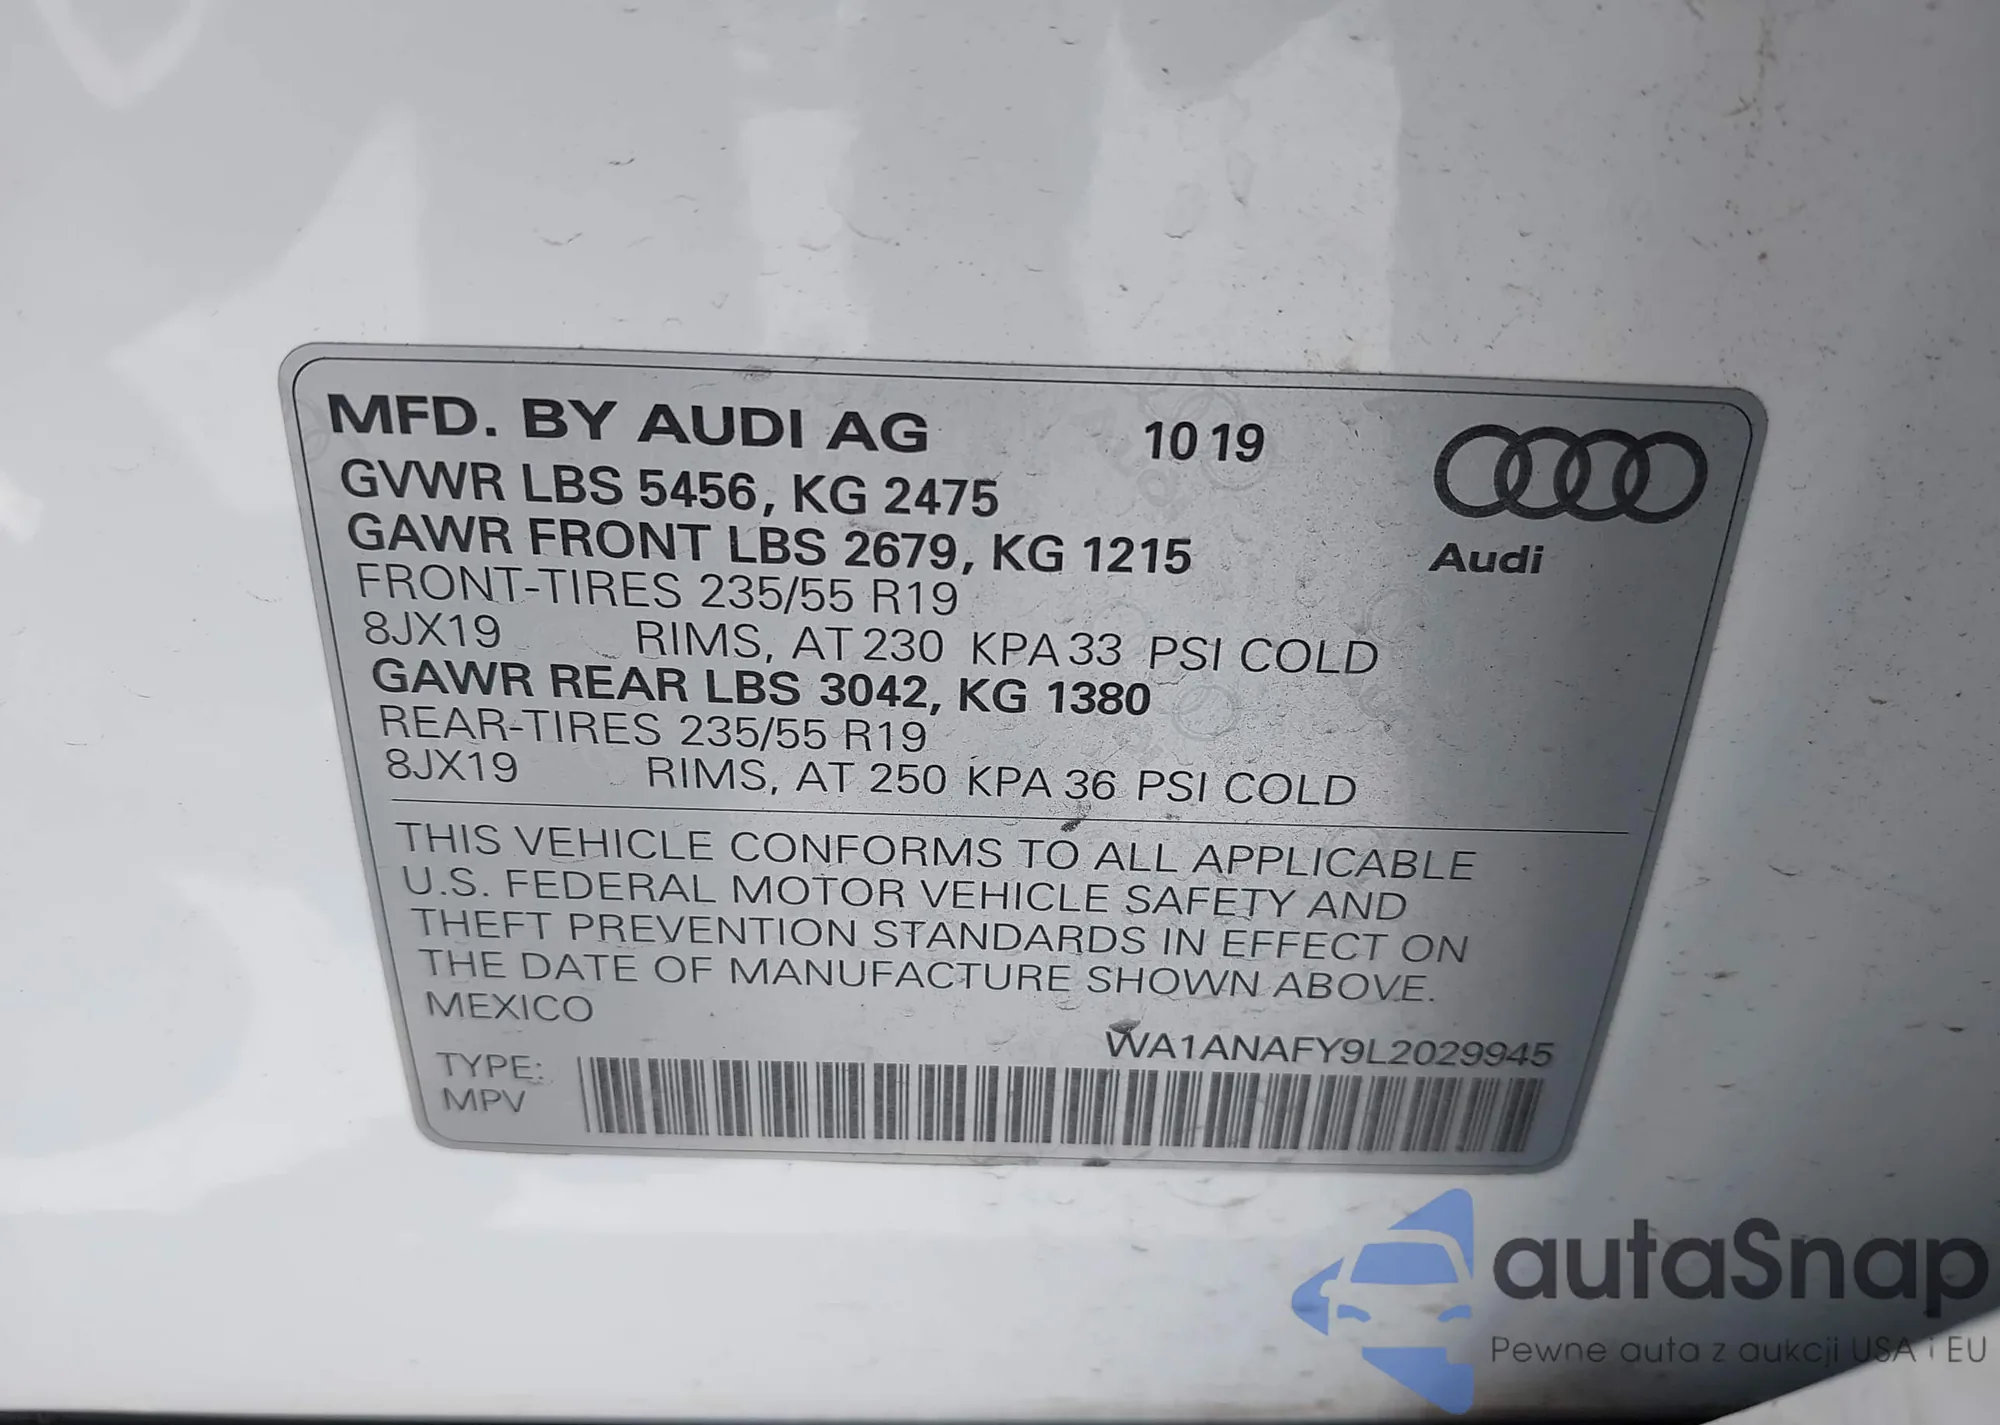 MFD. BY AUDI AG 10 19
GVWR LBS 5456, KG 2475
GAWR FRONT LBS 2679, KG 1215
Audi
FRONT-TIRES 235/55 R19
8JX19 RIMS, AT 230 KPA 33 PSI COLD
GAWR REAR LBS 3042, KG 1380
REAR-TIRES 235/55 R19
8JX19 RIMS, AT 250 KPA 36 PSI COLD
THIS VEHICLE CONFORMS TO ALL APPLICABLE
U.S. FEDERAL MOTOR VEHICLE SAFETY AND
THEFT PREVENTION STANDARDS IN EFFECT ON
THE DATE OF MANUFACTURE SHOWN ABOVE.
MEXICO
WA1ANAFY9L2029945
TYPE:
MPV
autaSnap
Pewne auta z aukcji USA i EU